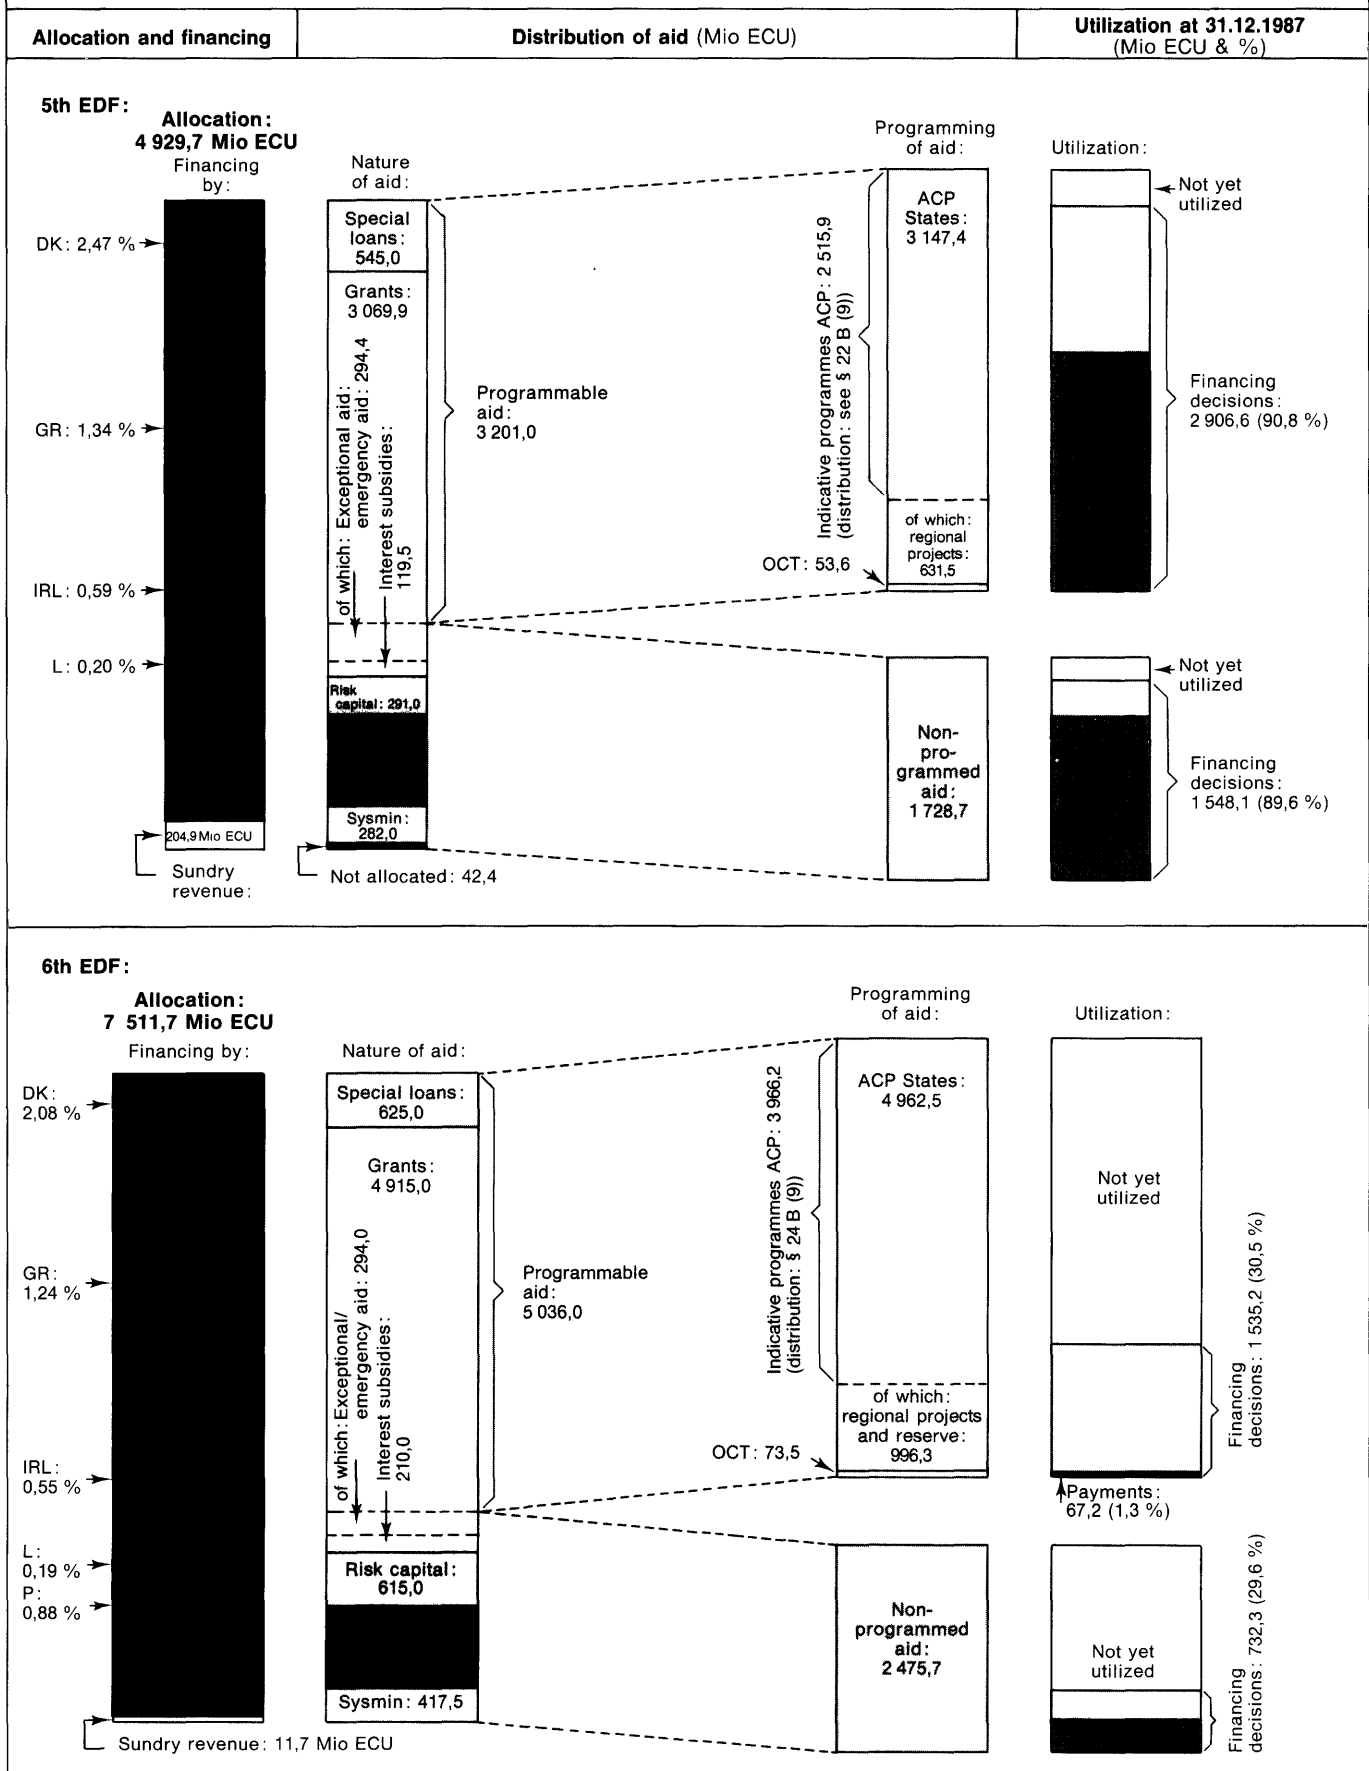 Allocation and financing
Distribution of aid (Mio ECU)
Utilization at 31.12.1987
(Mio ECU & %)
5th EDF:
Allocation:
4 929,7 Mio ECU
Financing
by:
DK: 2,47 %
GR: 1,34 %
IRL: 0,59 %
L: 0,20 %
204,9 Mio ECU
Sundry
revenue:
Nature
of aid:
Special
loans:
545,0
Grants:
3 069,9
of which: Exceptional aid:
emergency aid: 294,4
Interest subsidies:
119,5
Risk
capital: 291,0
Sysmin:
282,0
Not allocated: 42,4
Programmable
aid:
3 201,0
Programming
of aid:
Indicative programmes ACP: 2 515,9
(distribution: see § 22 B (9))
ACP
States:
3 147,4
of which:
regional
projects:
631,5
OCT: 53,6
Non-
pro-
grammed
aid:
1 728,7
Utilization:
Not yet
utilized
Financing
decisions:
2 906,6 (90,8 %)
Not yet
utilized
Financing
decisions:
1 548,1 (89,6 %)
6th EDF:
Allocation:
7 511,7 Mio ECU
Financing by:
DK:
2,08 %
GR:
1,24 %
IRL:
0,55 %
L:
0,19 %
P:
0,88 %
Sundry revenue: 11,7 Mio ECU
Nature of aid:
Special loans:
625,0
Grants:
4 915,0
of which: Exceptional/
emergency aid: 294,0
Interest subsidies:
210,0
Risk capital:
615,0
Sysmin: 417,5
Programmable
aid:
5 036,0
Programming
of aid:
Indicative programmes ACP: 3 966,2
(distribution: § 24 B (9))
ACP States:
4 962,5
of which:
regional projects
and reserve:
996,3
OCT: 73,5
Non-
programmed
aid:
2 475,7
Utilization:
Not yet
utilized
Financing
decisions: 1 535,2 (30,5 %)
Payments:
67,2 (1,3 %)
Not yet
utilized
Financing
decisions: 732,3 (29,6 %)